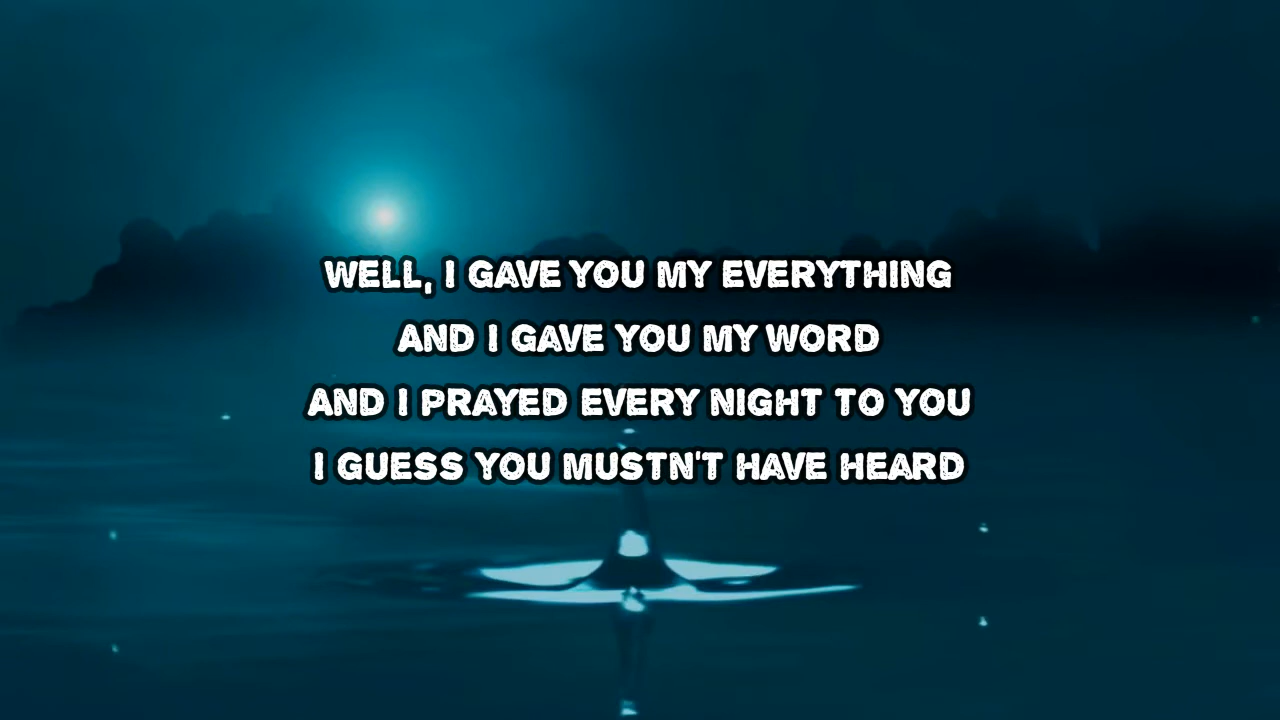 WELL, I GAVE YOU MY EVERYTHING
AND I GAVE YOU MY WORD
AND I PRAYED EVERY NIGHT TO YOU
I GUESS YOU MUSTN'T HAVE HEARD